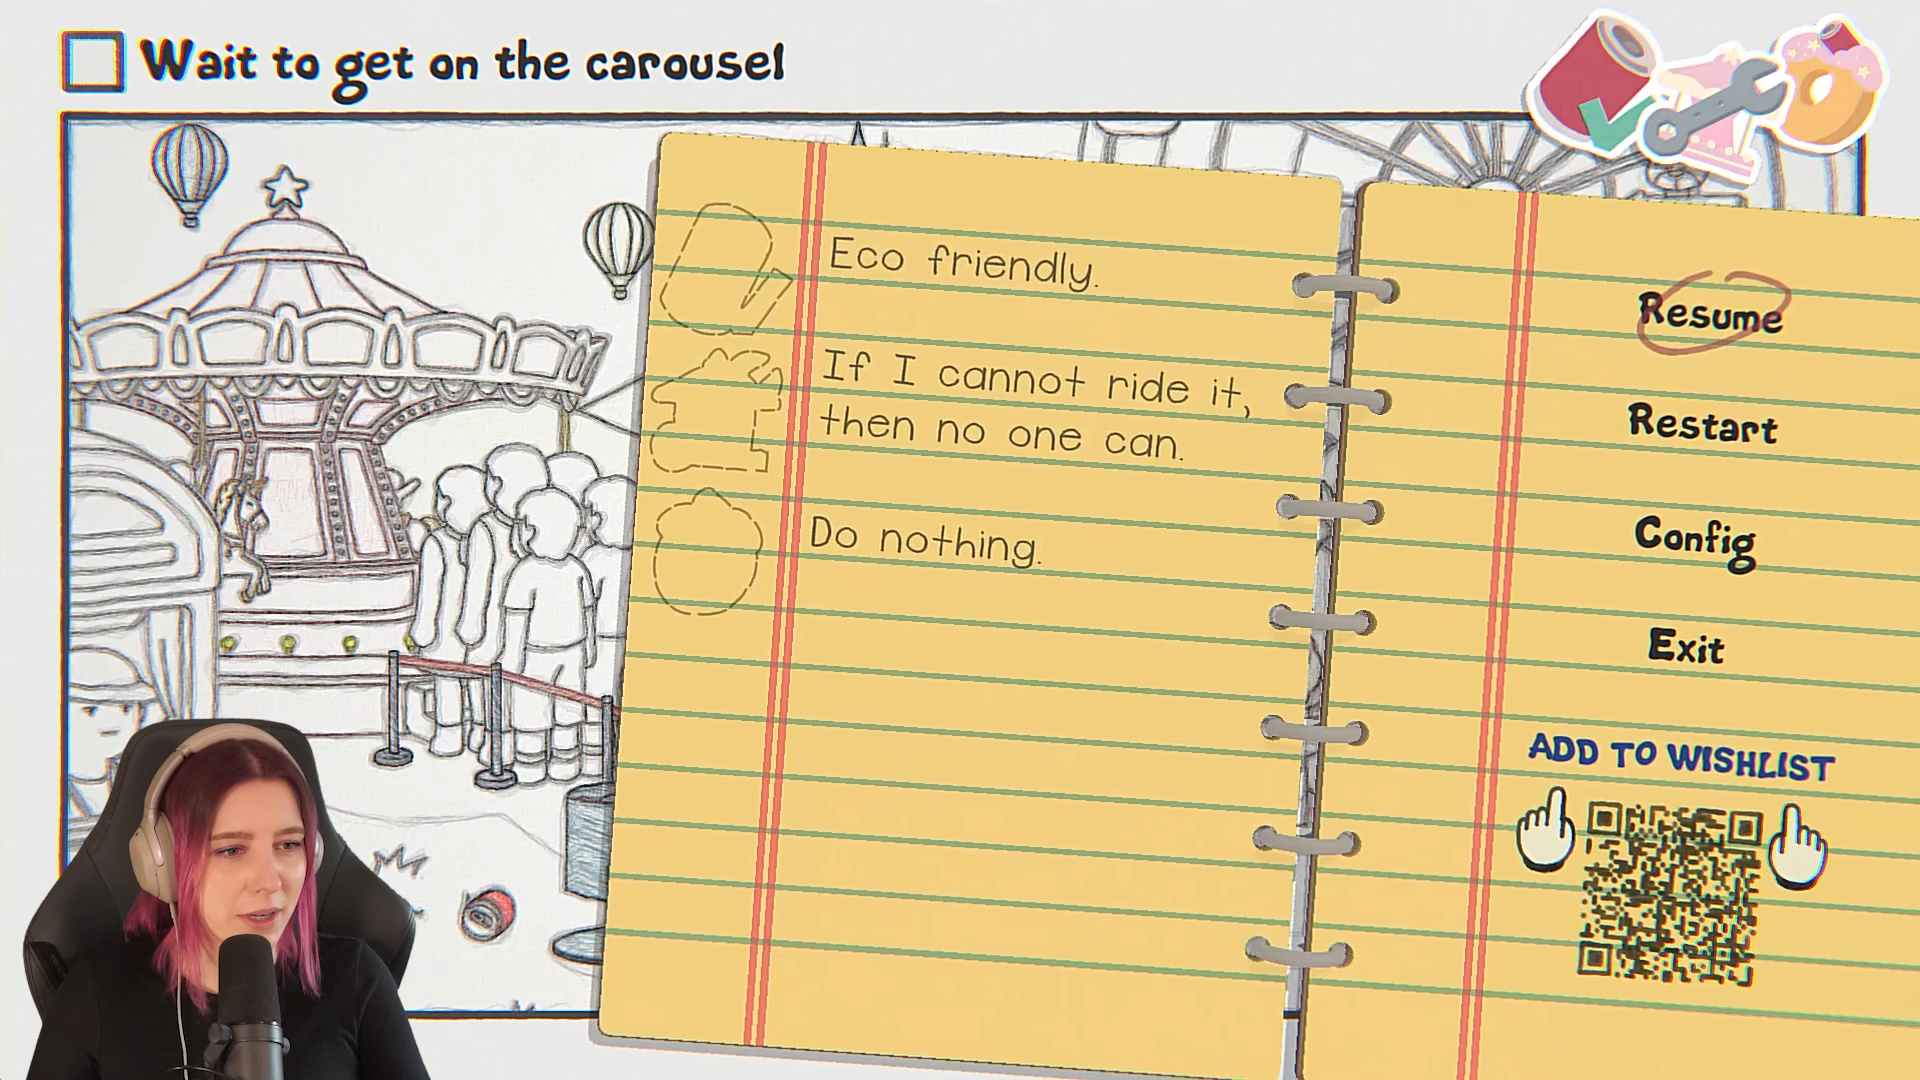 Wait to get on the carousel
Eco friendly.
If I cannot ride it,
then no one can.
Do nothing.
Resume
Restart
Config
Exit
ADD TO WISHLIST